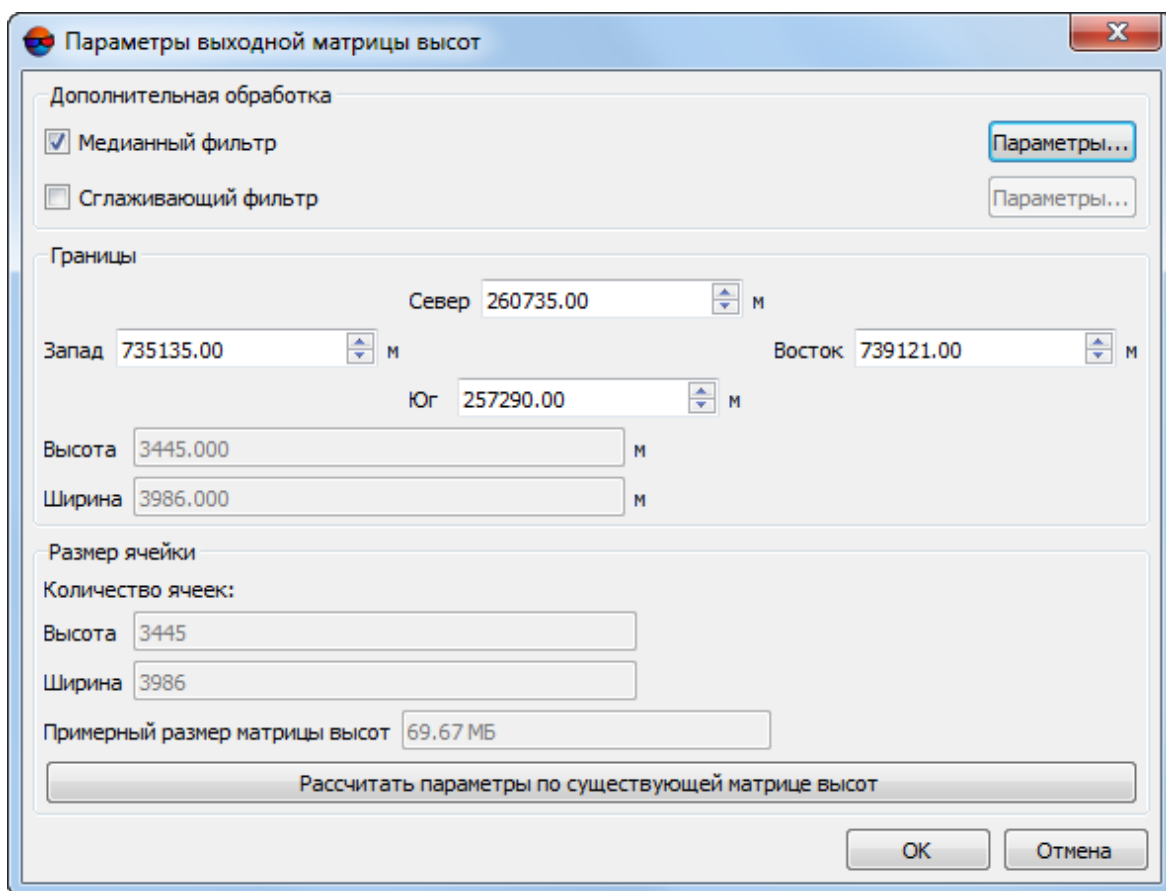 Параметры выходной матрицы высот
Дополнительная обработка
Медианный фильтр Параметры...
Сглаживающий фильтр Параметры...
Границы
Север 260735.00 м
Запад 735135.00 м Восток 739121.00 м
Юг 257290.00 м
Высота 3445.000 м
Ширина 3986.000 м
Размер ячейки
Количество ячеек:
Высота 3445
Ширина 3986
Примерный размер матрицы высот 69.67 МБ
Рассчитать параметры по существующей матрице высот
OK Отмена